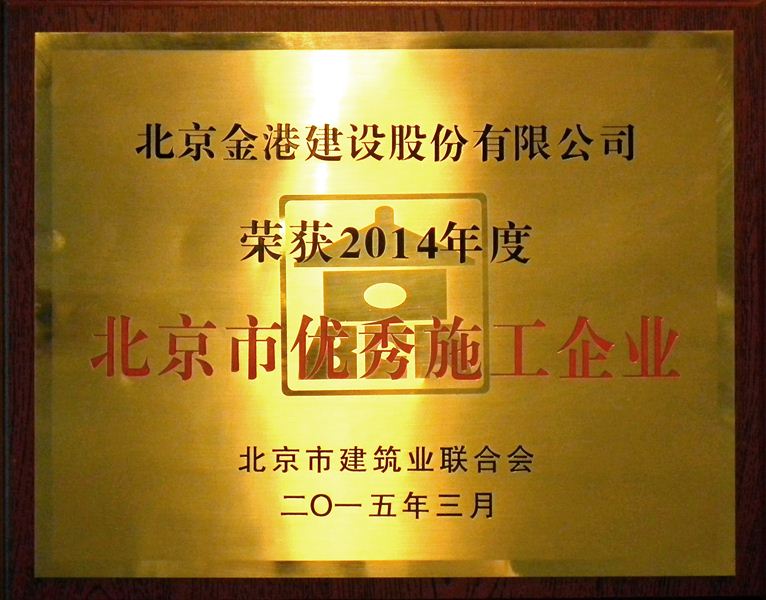 北京金港建设股份有限公司
荣获2014年度
北京市优秀施工企业
北京市建筑业联合会
二〇一五年三月